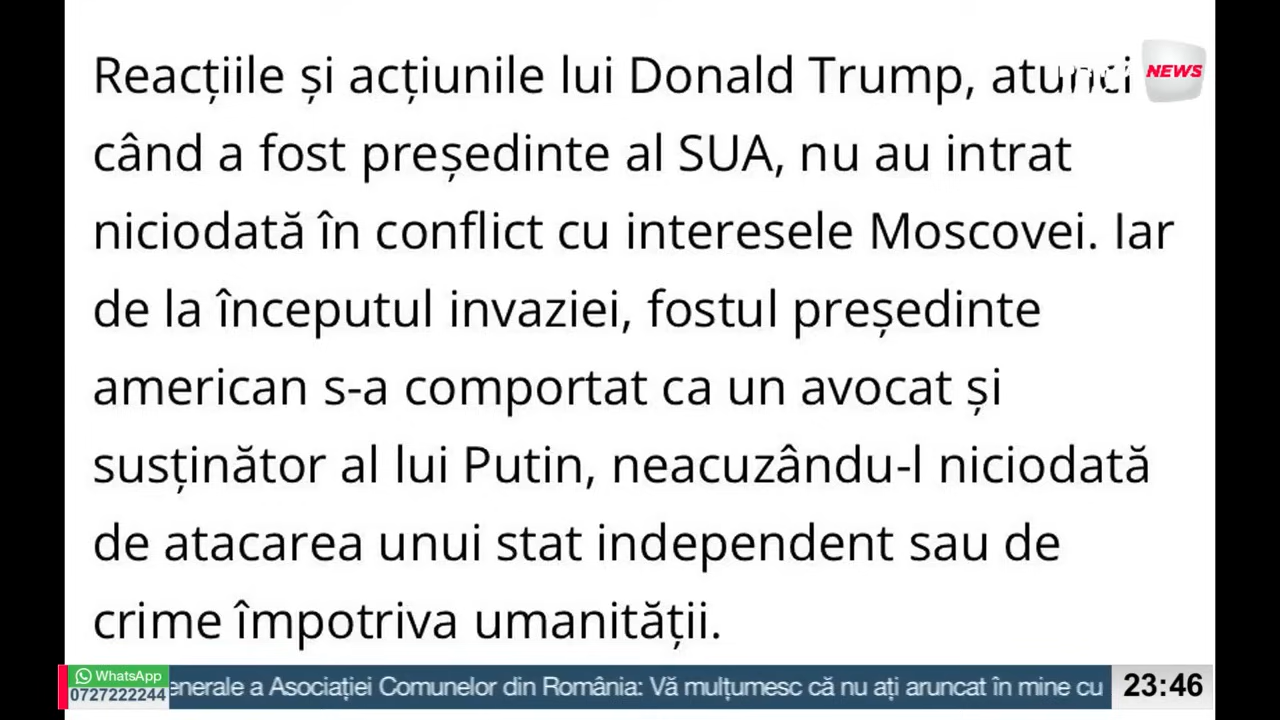 Reacțiile și acțiunile lui Donald Trump, atunci
când a fost președinte al SUA, nu au intrat
niciodată în conflict cu interesele Moscovei. Iar
de la începutul invaziei, fostul președinte
american s-a comportat ca un avocat și
susținător al lui Putin, neacuzându-l niciodată
de atacarea unui stat independent sau de
crime împotriva umanității.
NEWS
WhatsApp
0727222244
enerale a Asociației Comunelor din România: Vă mulțumesc că nu ați aruncat în mine cu
23:46